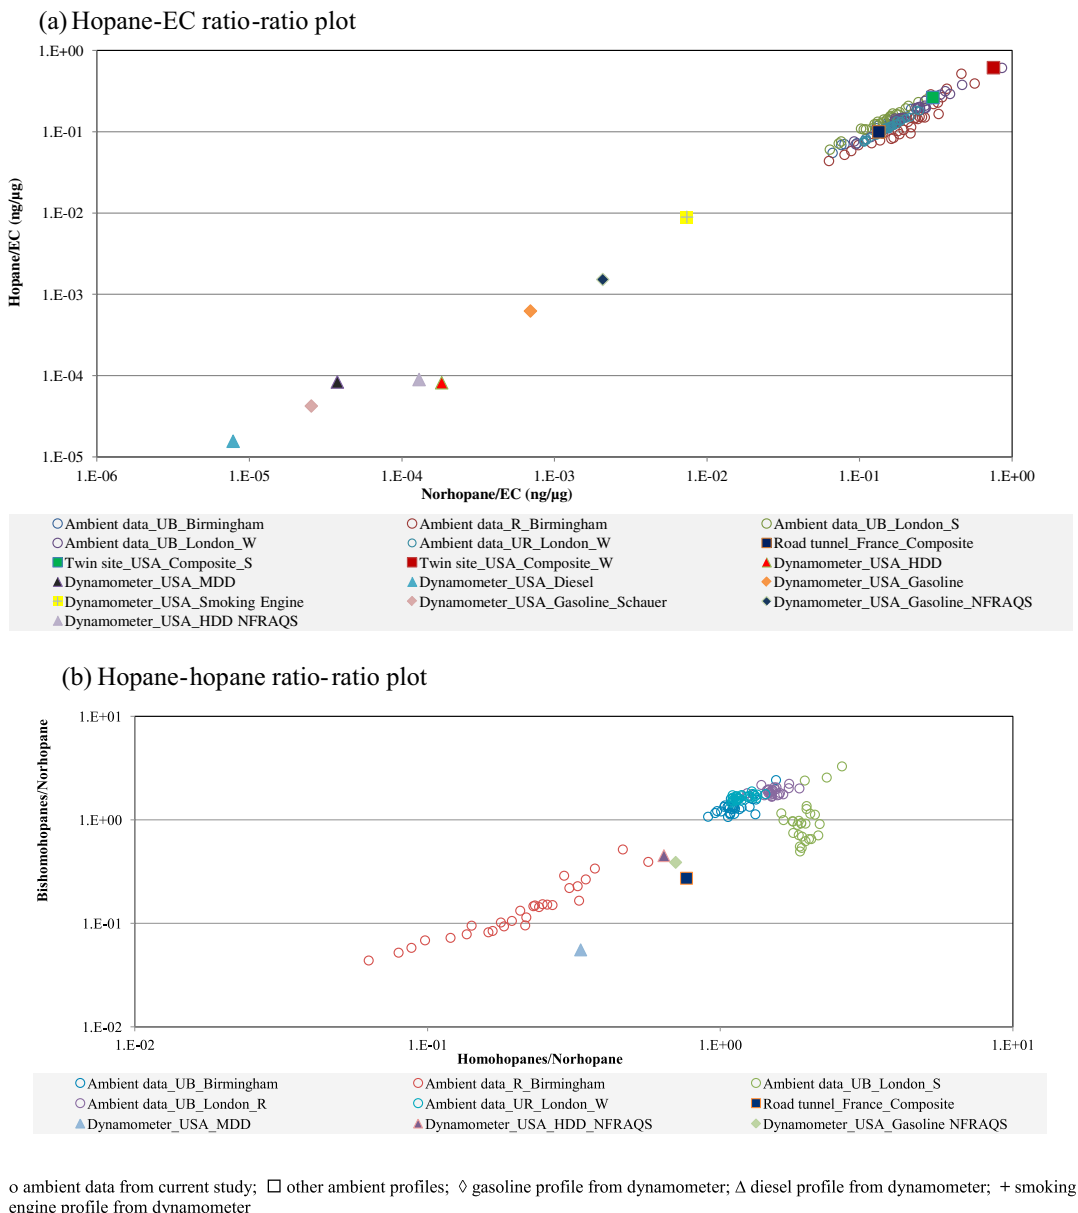 (a) Hopane-EC ratio-ratio plot
1.E+00
1.E-01
1.E-02
1.E-03
1.E-04
1.E-05
Hopane/EC (ng/µg)
1.E-06 1.E-05 1.E-04 1.E-03 1.E-02 1.E-01 1.E+00
Norhopane/EC (ng/µg)
Ambient data_UB_Birmingham Ambient data_R_Birmingham Ambient data_UB_London_S
Ambient data_UB_London_W Ambient data_UR_London_W Road tunnel_France_Composite
Twin site_USA_Composite_S Twin site_USA_Composite_W Dynamometer_USA_HDD
Dynamometer_USA_MDD Dynamometer_USA_Diesel Dynamometer_USA_Gasoline
Dynamometer_USA_Smoking Engine Dynamometer_USA_Gasoline_Schauer Dynamometer_USA_Gasoline_NFRAQS
Dynamometer_USA_HDD NFRAQS
(b) Hopane-hopane ratio-ratio plot
1.E+01
1.E+00
1.E-01
1.E-02
Bishomohopanes/Norhopane
1.E-02 1.E-01 1.E+00 1.E+01
Homohopanes/Norhopane
Ambient data_UB_Birmingham Ambient data_R_Birmingham Ambient data_UB_London_S
Ambient data_UB_London_R Ambient data_UR_London_W Road tunnel_France_Composite
Dynamometer_USA_MDD Dynamometer_USA_HDD_NFRAQS Dynamometer_USA_Gasoline NFRAQS
o ambient data from current study; □ other ambient profiles; ◊ gasoline profile from dynamometer; Δ diesel profile from dynamometer; + smoking
engine profile from dynamometer